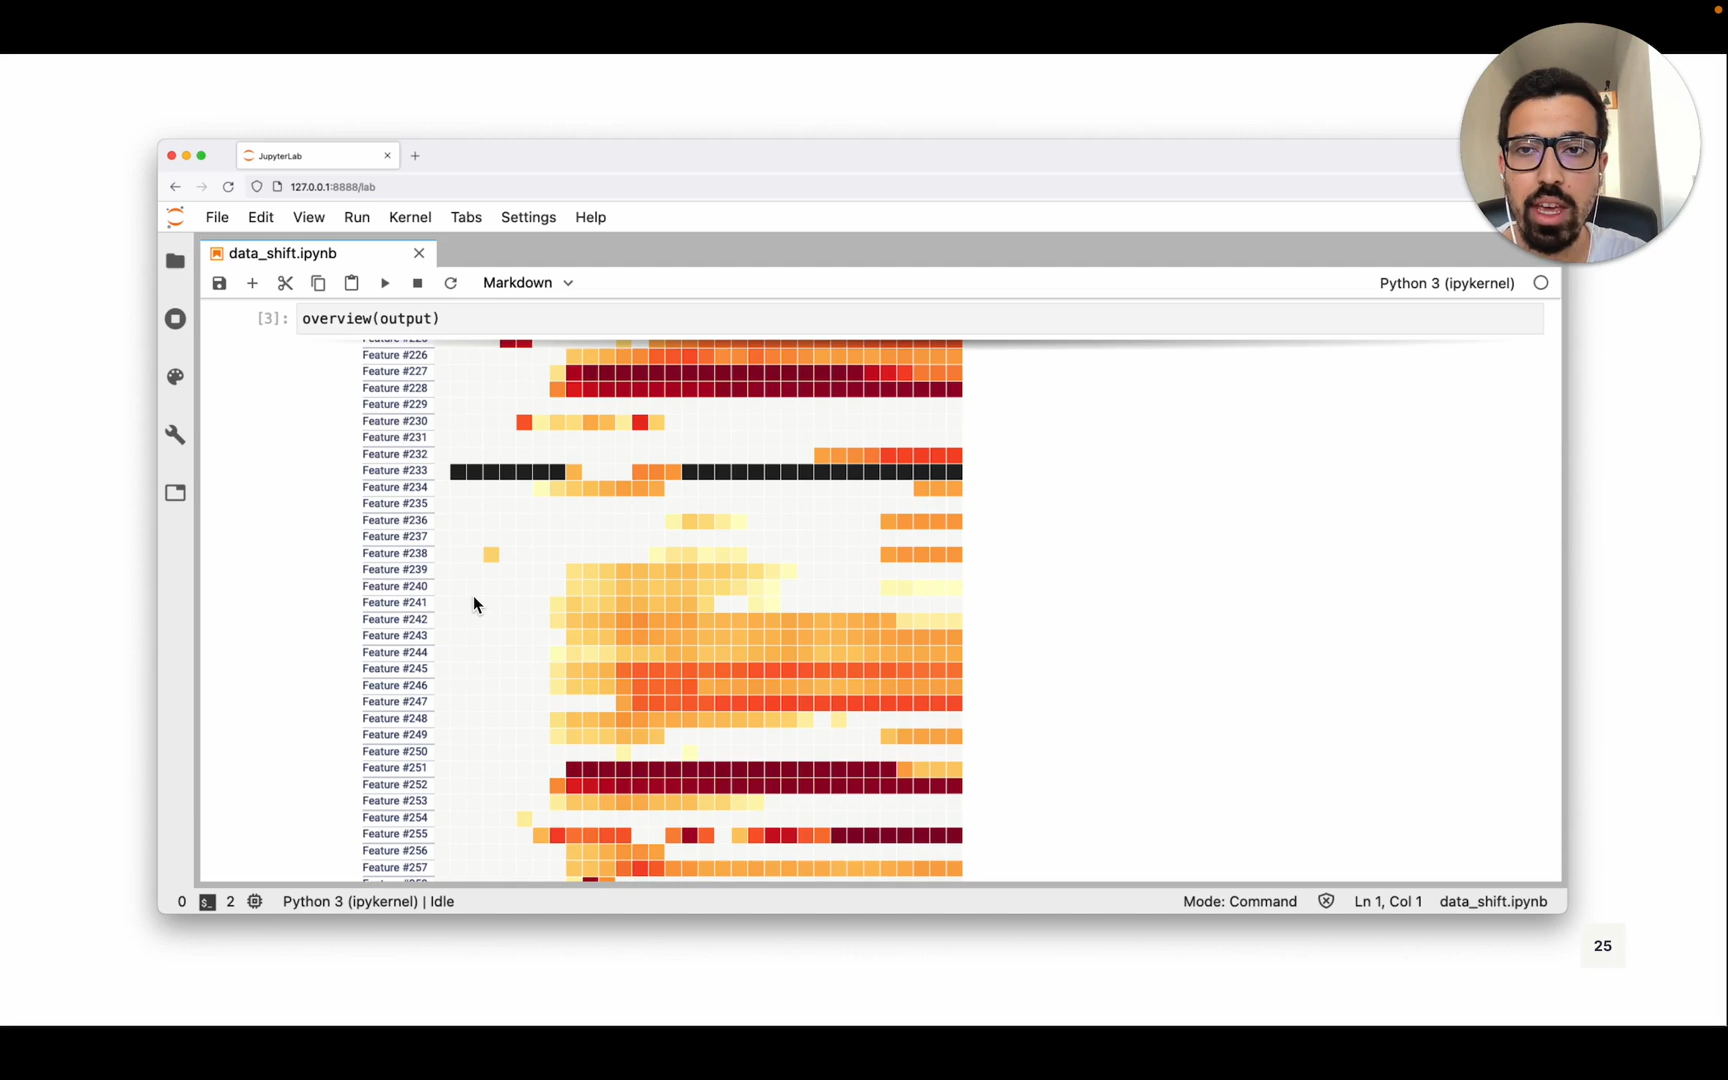 JupyterLab
127.0.0.1:8888/lab
File Edit View Run Kernel Tabs Settings Help
data_shift.ipynb
Markdown
Python 3 (ipykernel)
[3]: overview(output)
Feature #226
Feature #227
Feature #228
Feature #229
Feature #230
Feature #231
Feature #232
Feature #233
Feature #234
Feature #235
Feature #236
Feature #237
Feature #238
Feature #239
Feature #240
Feature #241
Feature #242
Feature #243
Feature #244
Feature #245
Feature #246
Feature #247
Feature #248
Feature #249
Feature #250
Feature #251
Feature #252
Feature #253
Feature #254
Feature #255
Feature #256
Feature #257
0 $_ 2 Python 3 (ipykernel) | Idle Mode: Command Ln 1, Col 1 data_shift.ipynb
25